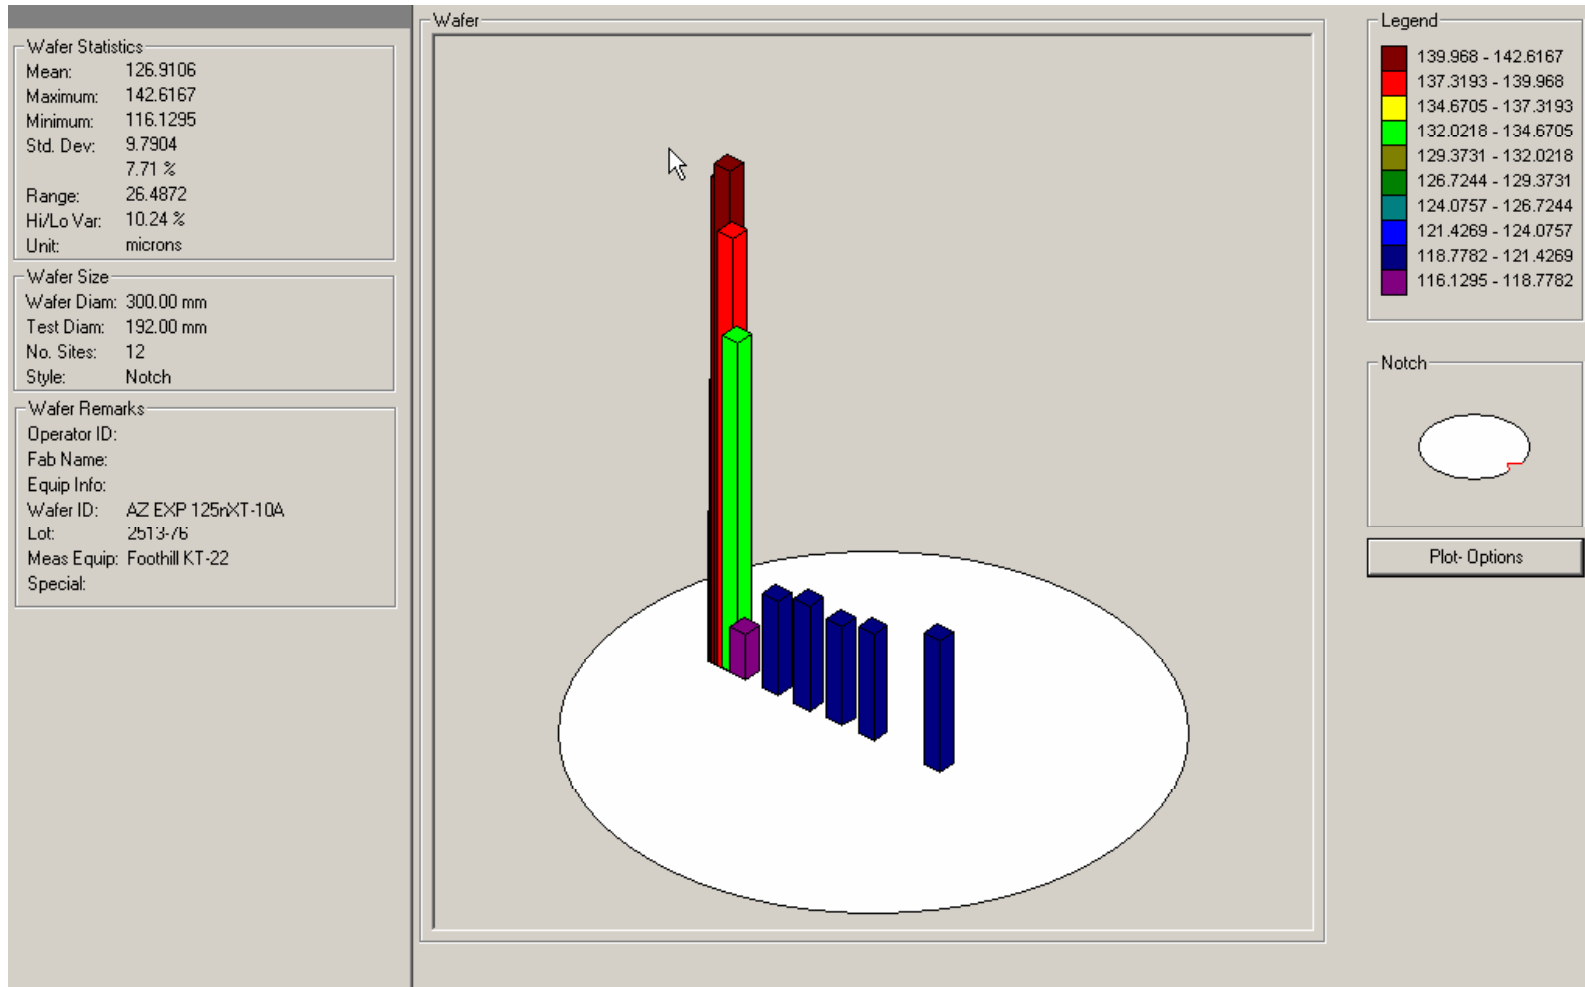 Wafer Statistics
Mean: 126.9106
Maximum: 142.6167
Minimum: 116.1295
Std. Dev: 9.7904
7.71 %
Range: 26.4872
Hi/Lo Var: 10.24 %
Unit: microns
Wafer Size
Wafer Diam: 300.00 mm
Test Diam: 192.00 mm
No. Sites: 12
Style: Notch
Wafer Remarks
Operator ID:
Fab Name:
Equip Info:
Wafer ID: AZ EXP 125nXT-10A
Lot: 2513-76
Meas Equip: Foothill KT-22
Special:
Wafer
Legend
139.968 - 142.6167
137.3193 - 139.968
134.6705 - 137.3193
132.0218 - 134.6705
129.3731 - 132.0218
126.7244 - 129.3731
124.0757 - 126.7244
121.4269 - 124.0757
118.7782 - 121.4269
116.1295 - 118.7782
Notch
Plot- Options